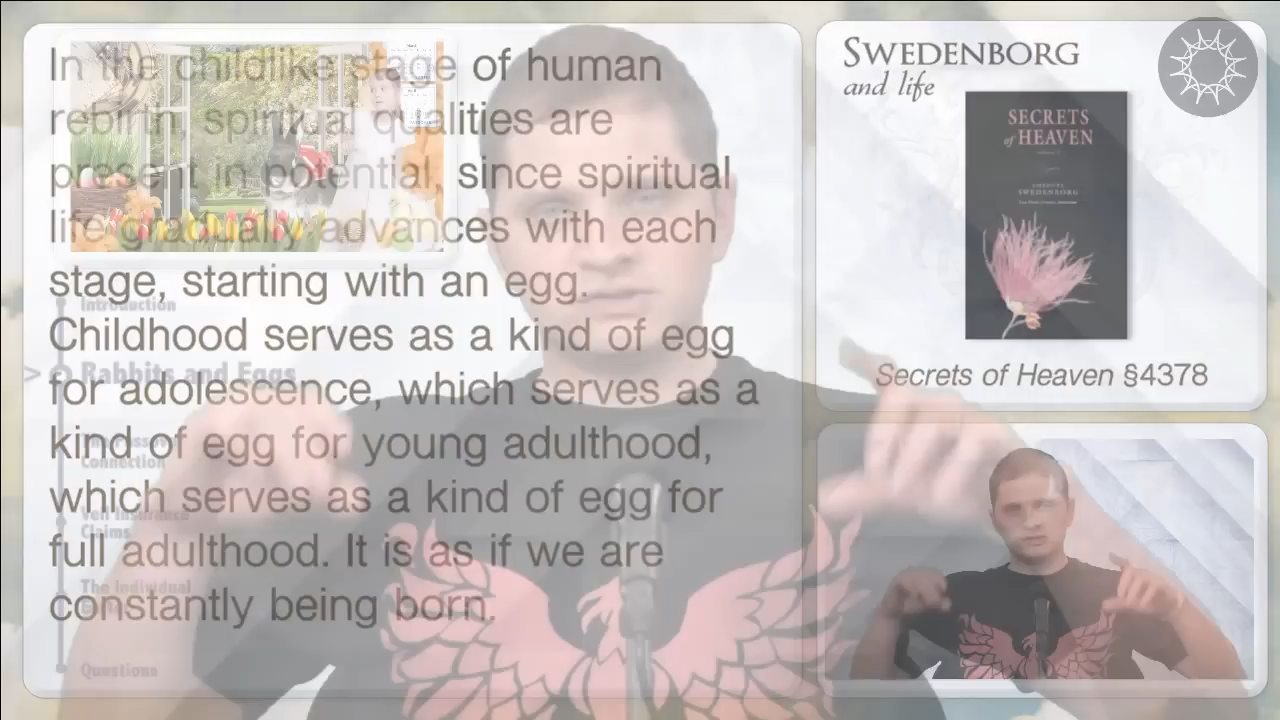 In the childlike stage of human
rebirth, spiritual qualities are
present in potential, since spiritual
life gradually advances with each
stage, starting with an egg.
Childhood serves as a kind of egg
for adolescence, which serves as a
kind of egg for young adulthood,
which serves as a kind of egg for
full adulthood. It is as if we are
constantly being born.
Introduction
> Rabbits and Eggs
Connection
Claims
The Individual
Questions
SWEDENBORG
and life
SECRETS
of HEAVEN
SWEDENBORG
Secrets of Heaven §4378